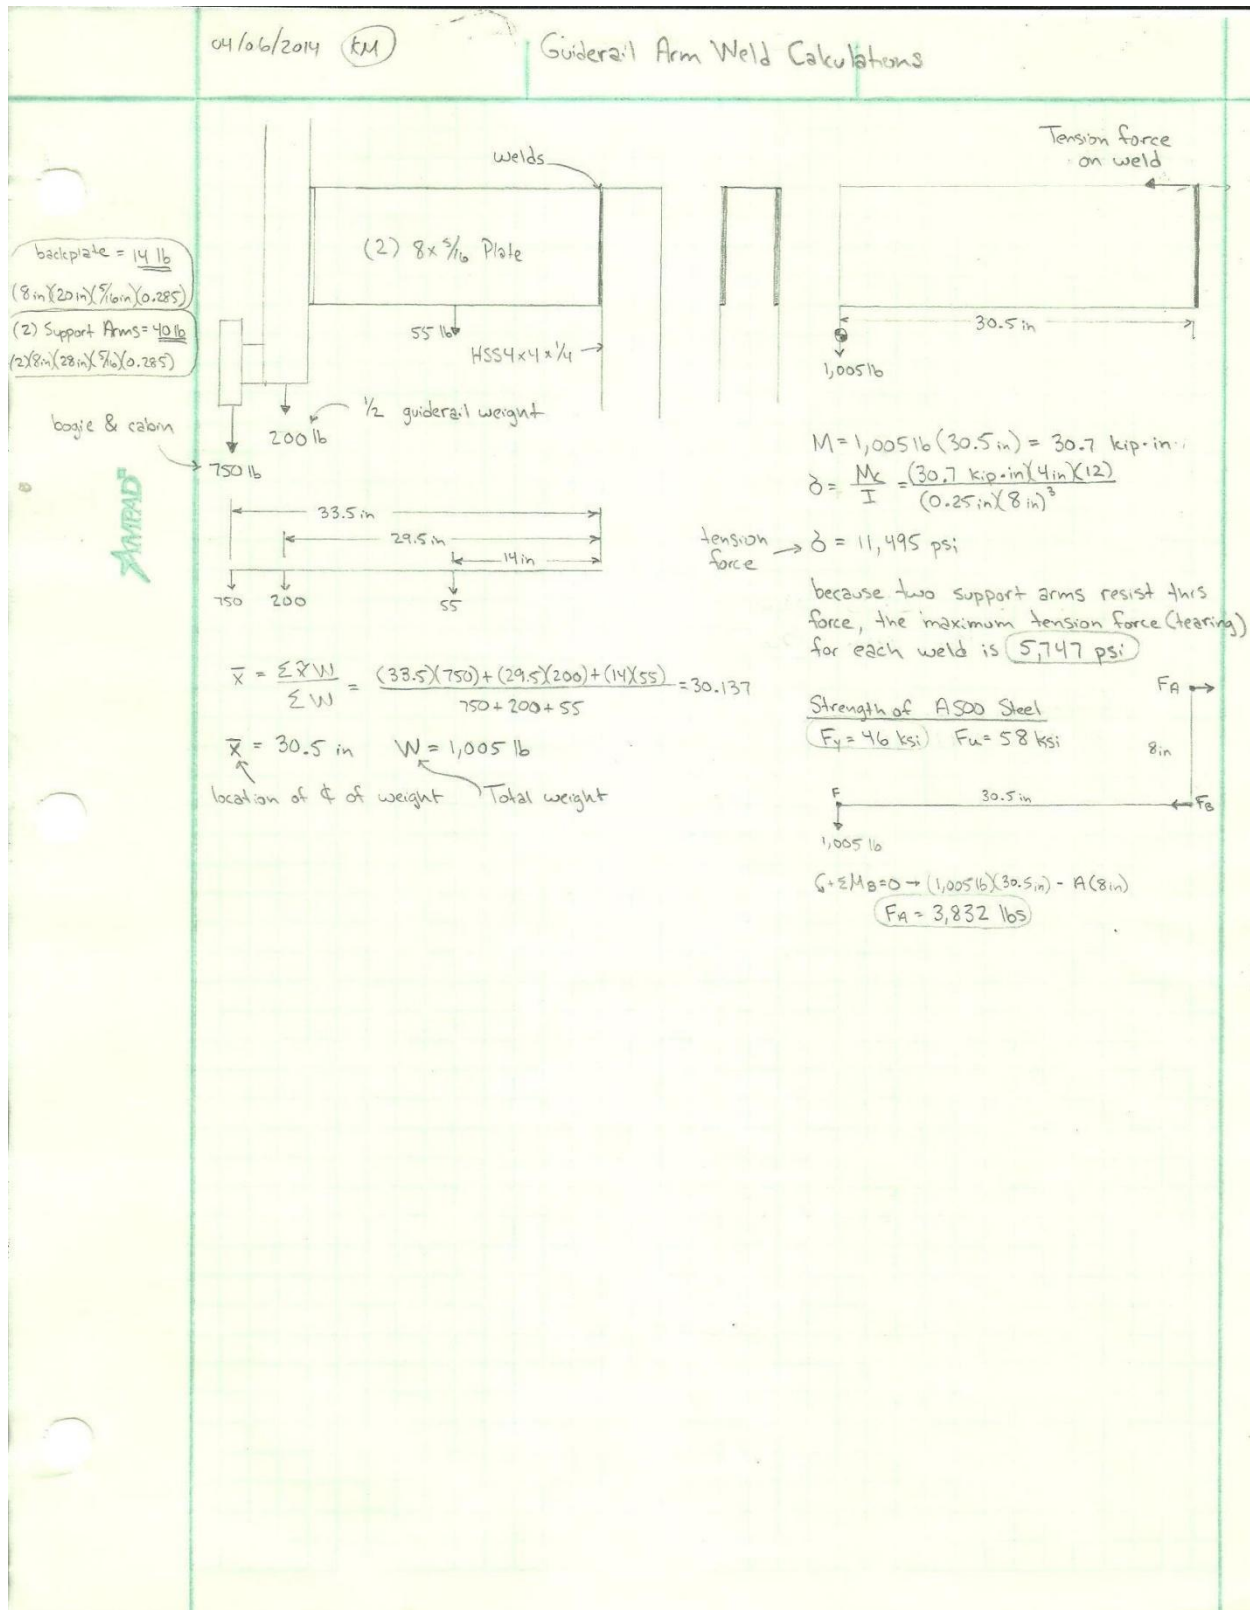 04/06/2014 KM Guiderail Arm Weld Calculations
backplate = 14 lb
(8in)(20in)(5/16in)(0.285)
(2) Support Arms = 40 lb
(2)(8in)(28in)(5/16)(0.285)
bogie & cabin
AMPAD
welds
(2) 8 x 5/16 Plate
55 lb
HSS4x4x1/4
1/2 guiderail weight
200 lb
750 lb
33.5 in
29.5 in
14 in
750 200 55
x̄ = Σx̃W/ΣW = (33.5)(750)+(29.5)(200)+(14)(55)/750+200+55 = 30.137
x̄ = 30.5 in W = 1,005 lb
location of ℄ of weight Total weight
Tension force
on weld
30.5 in
1,005 lb
M = 1,005 lb (30.5 in) = 30.7 kip·in
δ = Mc/I = (30.7 kip·in)(4in)(12)/(0.25in)(8in)³
tension
force
δ = 11,495 psi
because two support arms resist this
force, the maximum tension force (tearing)
for each weld is 5,747 psi
Strength of A500 Steel
Fy = 46 ksi Fu = 58 ksi
FA
8in
F
30.5 in
FB
1,005 lb
↺+ΣMB=0 → (1,005 lb)(30.5in) - A(8in)
FA = 3,832 lbs